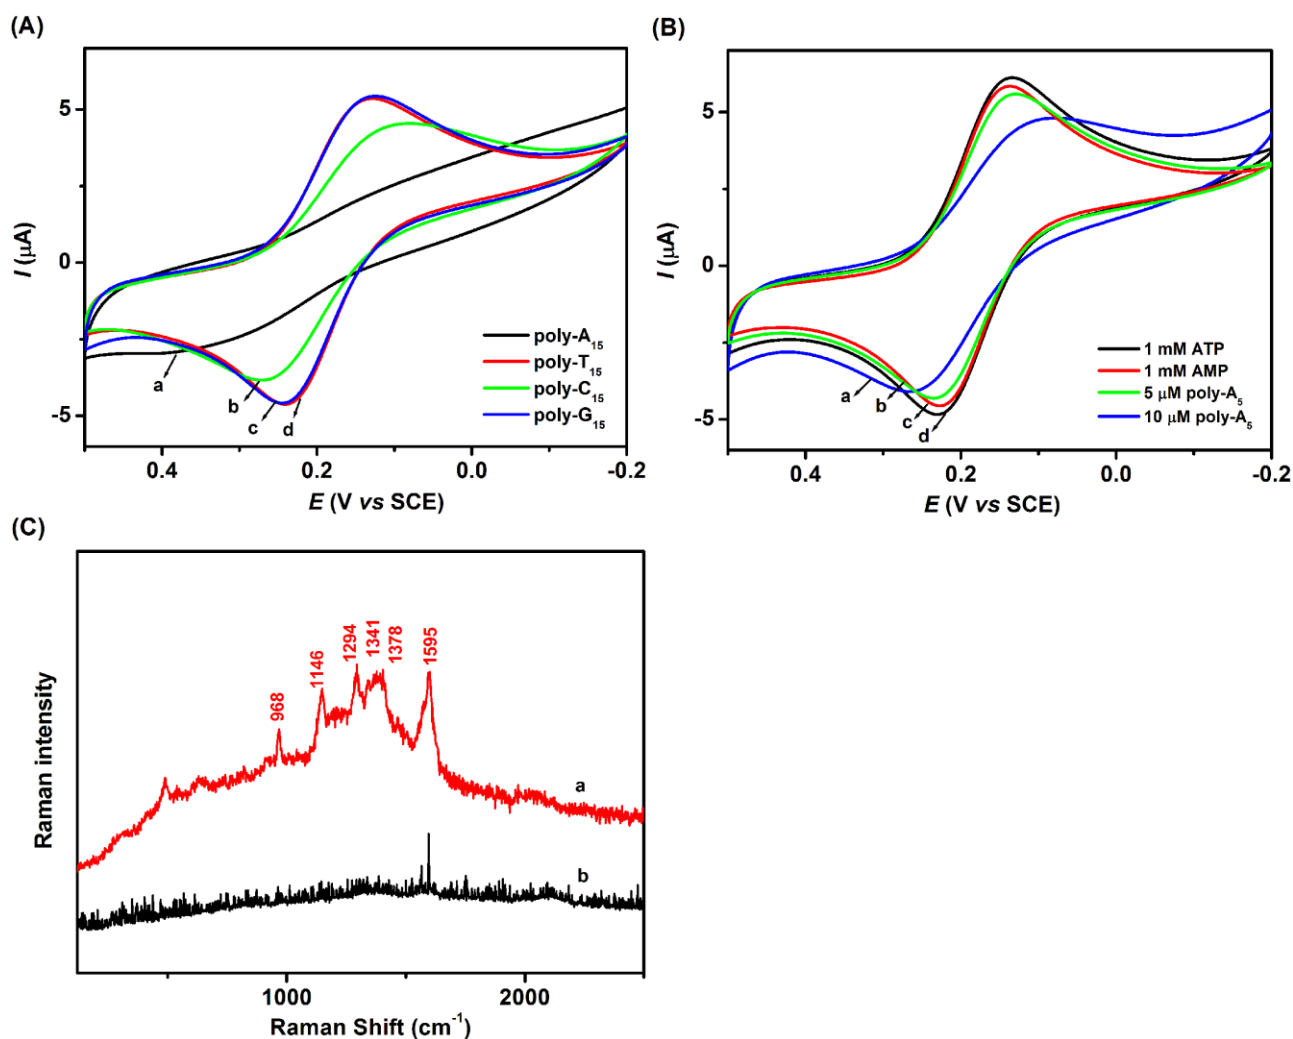 (A)
5
0
-5
I (μA)
a
b
c
d
poly-A₁₅
poly-T₁₅
poly-C₁₅
poly-G₁₅
0.4
0.2
0.0
-0.2
E (V vs SCE)
(B)
5
0
-5
I (μA)
a
b
c
d
1 mM ATP
1 mM AMP
5 μM poly-A₅
10 μM poly-A₅
0.4
0.2
0.0
-0.2
E (V vs SCE)
(C)
Raman intensity
968
1146
1294
1341
1378
1595
a
b
1000
2000
Raman Shift (cm⁻¹)